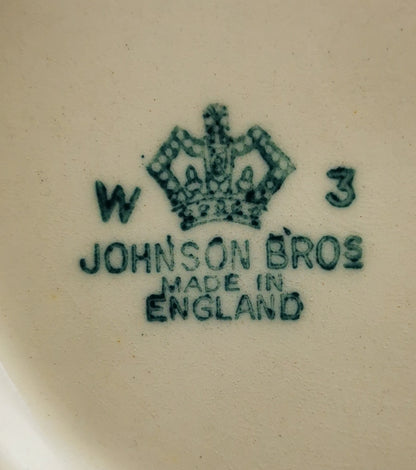 W 3
JOHNSON BROS
MADE IN
ENGLAND